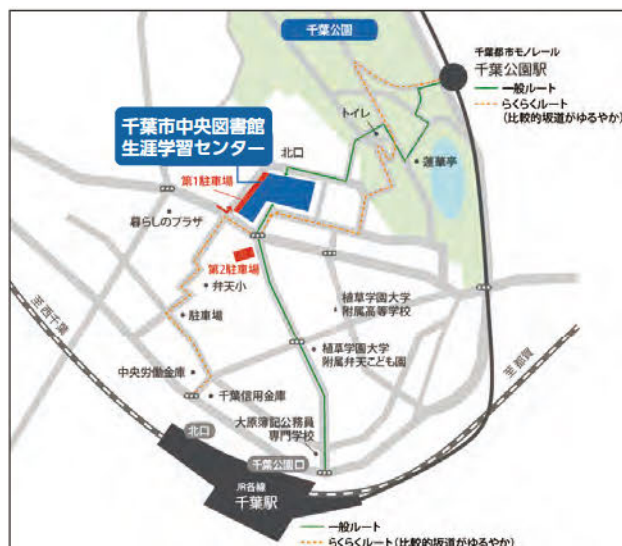 千葉公園
千葉都市モノレール
千葉公園駅
一般ルート
らくらくルート
(比較的坂道がゆるやか)
トイレ
蓮華亭
千葉市中央図書館
生涯学習センター
北口
第1駐車場
暮らしのプラザ
第2駐車場
弁天小
駐車場
植草学園大学
附属高等学校
植草学園大学
附属弁天こども園
至西千葉
至都賀
中央労働金庫
千葉信用金庫
大原簿記公務員
専門学校
北口
千葉公園口
JR各線
千葉駅
一般ルート
らくらくルート(比較的坂道がゆるやか)